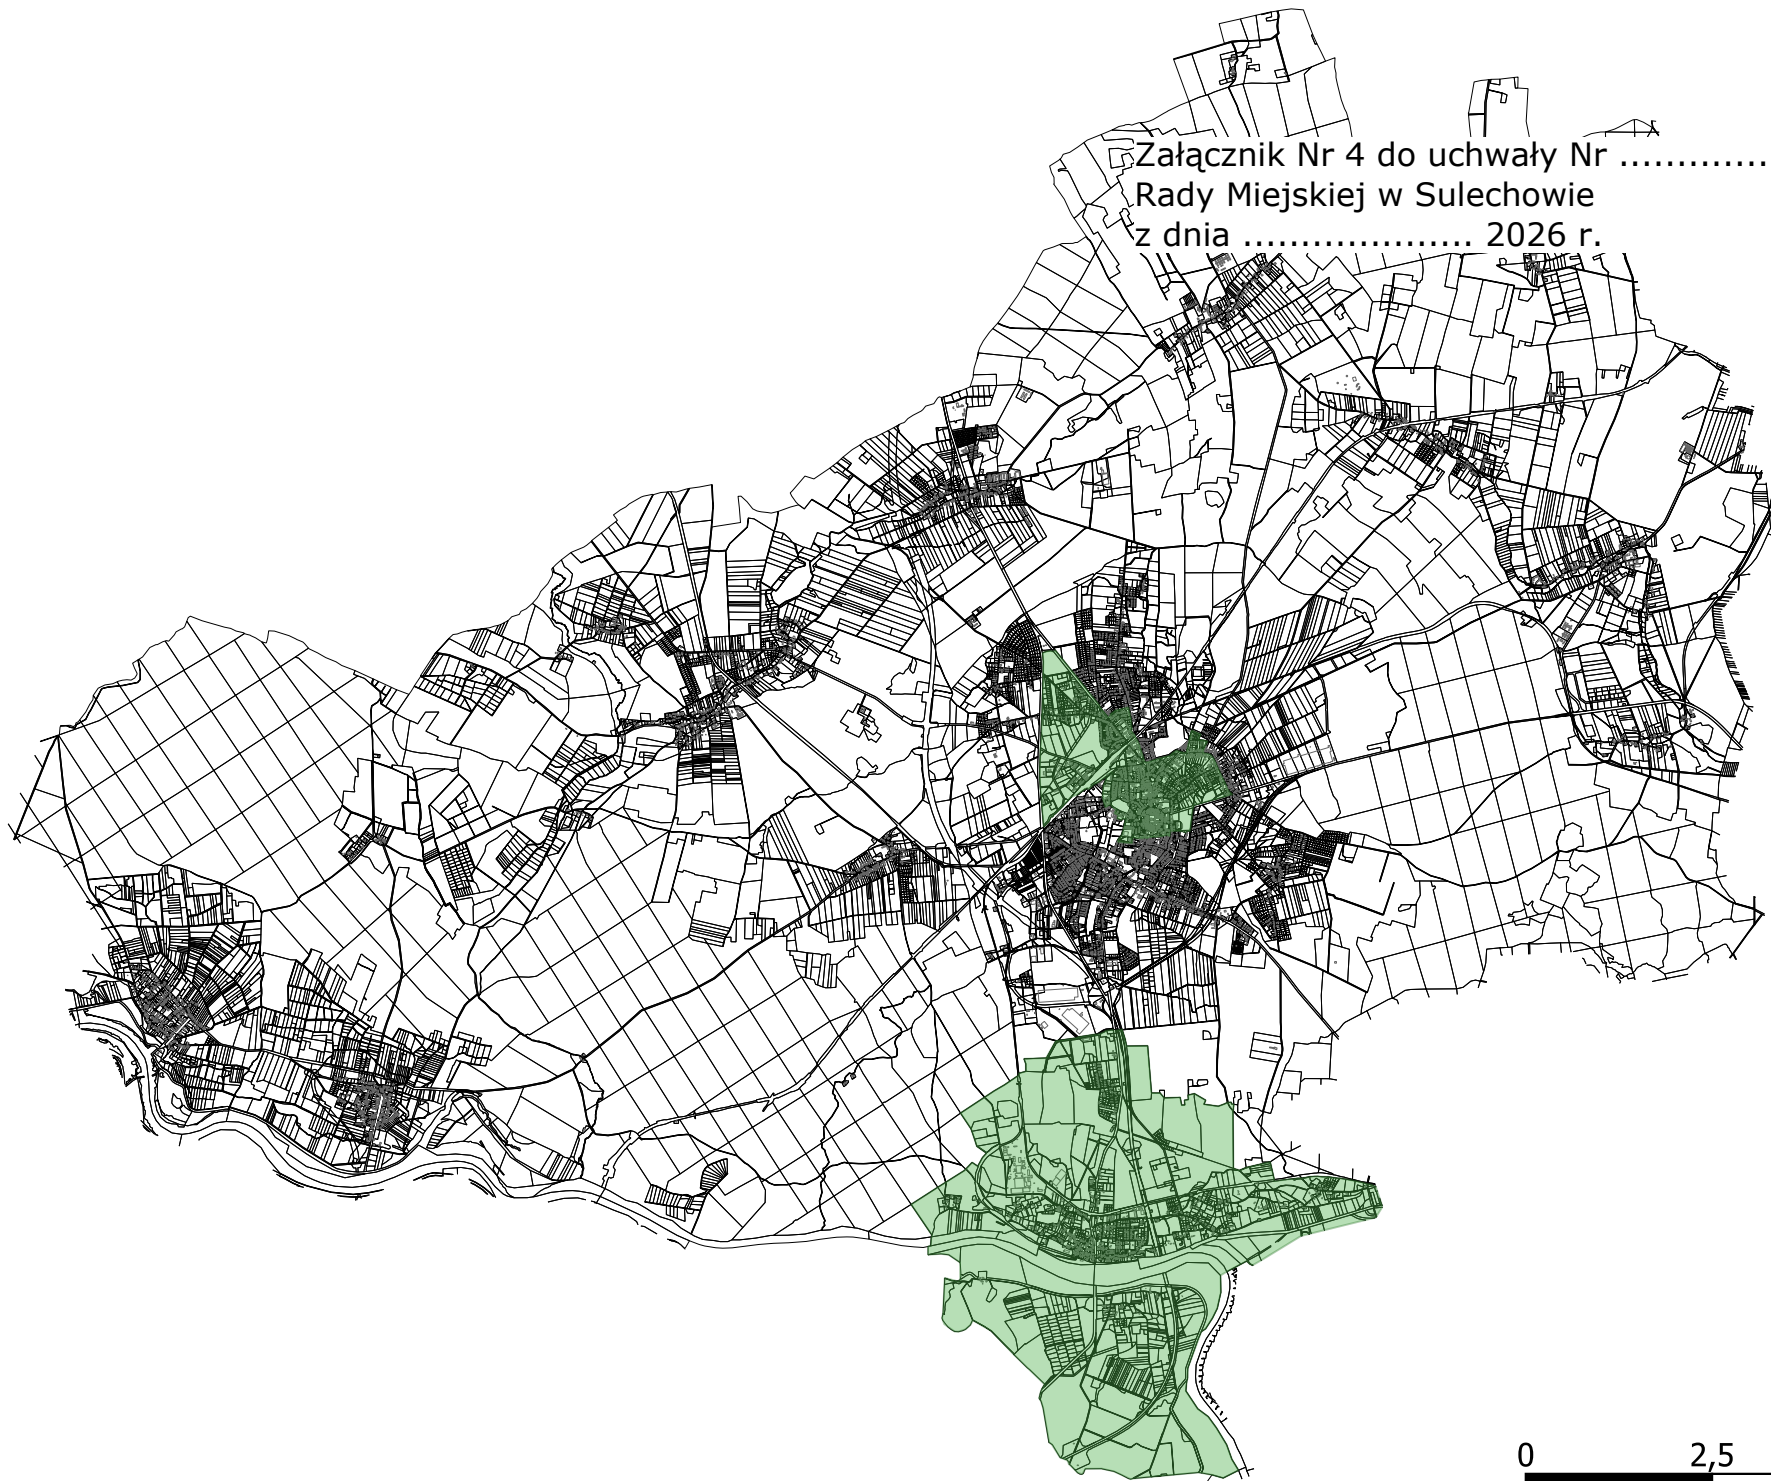 Załącznik Nr 4 do uchwały Nr .............
Rady Miejskiej w Sulechowie
z dnia .................... 2026 r.
0 2,5